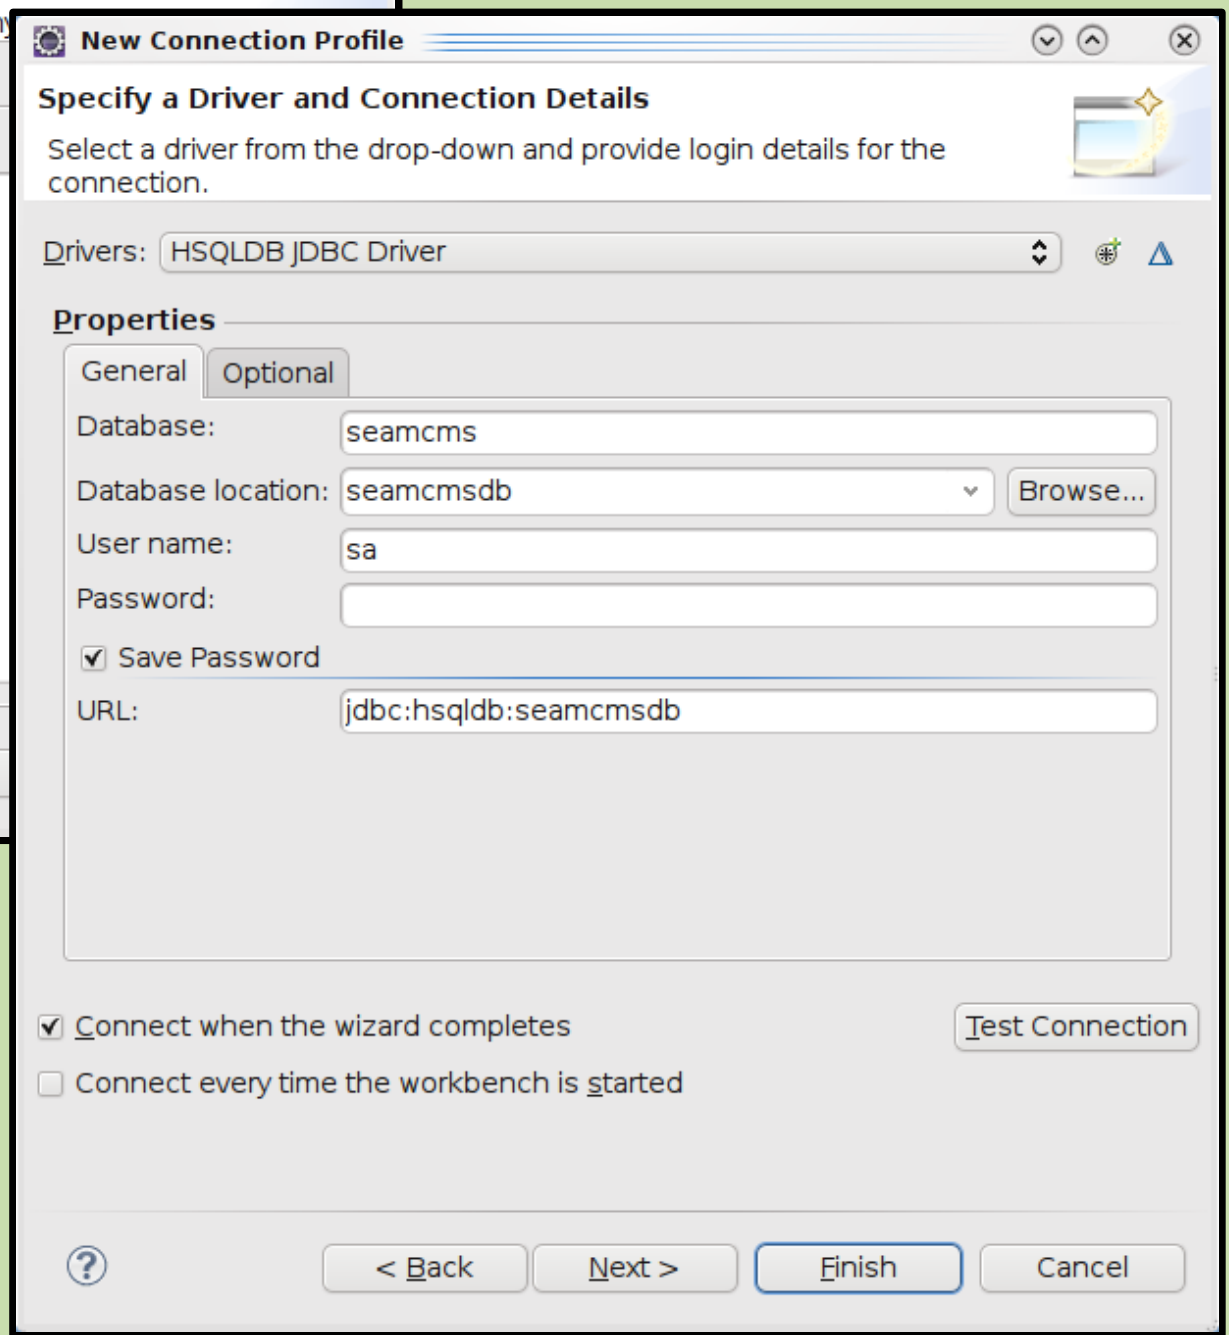 New Connection Profile
Specify a Driver and Connection Details
Select a driver from the drop-down and provide login details for the
connection.
Drivers: HSQLDB JDBC Driver
Properties
General Optional
Database: seamcms
Database location: seamcmsdb Browse...
User name: sa
Password:
Save Password
URL: jdbc:hsqldb:seamcmsdb
Connect when the wizard completes Test Connection
Connect every time the workbench is started
? < Back Next > Finish Cancel